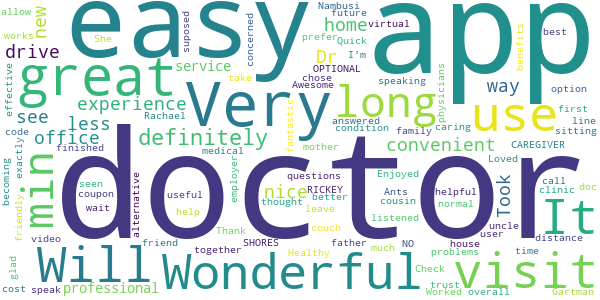 allow new drive easy Nambusi home Dr suposed concerned future virtual Quick prefer I'm app best
works She great service take OPTIONAL chose speaking physicians benefits option
effective experience Awesome way
see less Rachael Very fantastic answered condition family long caring use first line sitting
code office definitely mother convenient CAREGIVER
exactly finished medical questions Enjoyed Loved
becoming min seen coupon wait doctor alternative employer useful help nice RICKEY thought better leave Ants cousin listened helpful normal Took call clinic doc It
friendly video friend Thank couch uncle user distance
glad Will together SHORES father much NO house problems time visit
cost speak professional Wonderful Healthy Check trust Worked overall Gartman